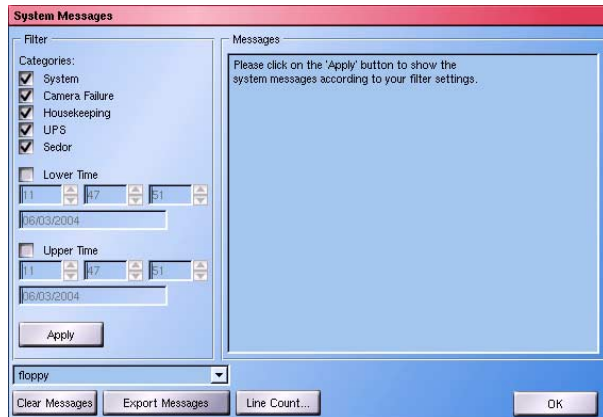 System Messages
Filter
Categories:
System
Camera Failure
Housekeeping
UPS
Sedor
Lower Time
11 47 51
06/03/2004
Upper Time
11 47 51
06/03/2004
Apply
Messages
Please click on the 'Apply' button to show the
system messages according to your filter settings.
floppy
Clear Messages Export Messages Line Count... OK